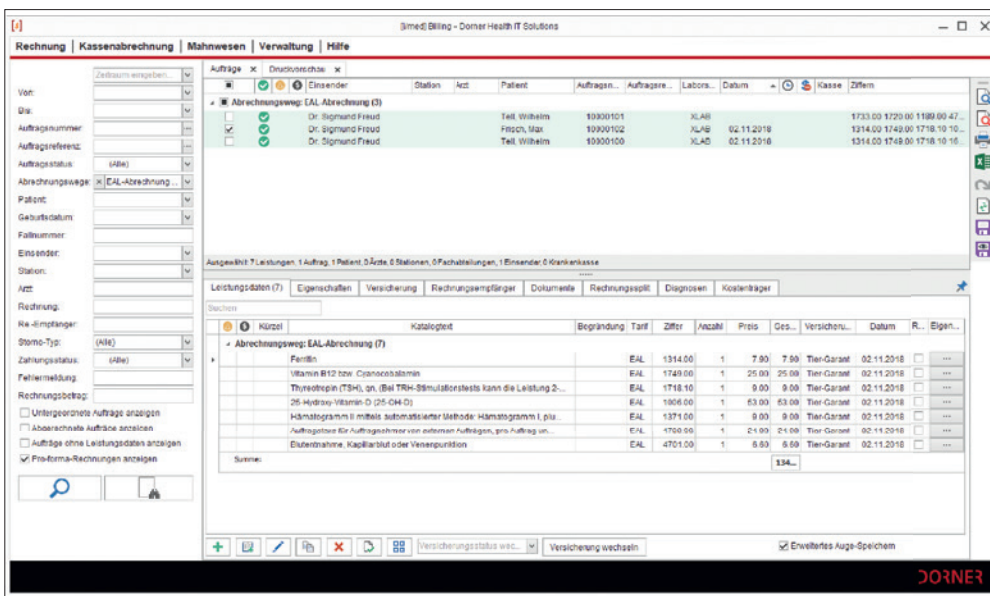 [i/med] Billing - Dorner Health IT Solutions
Rechnung | Kassenabrechnung | Mahnwesen | Verwaltung | Hilfe
Zeitraum eingeben...
Von:
Bis:
Auftragsnummer
Auftragsreferenz:
Auftragsstatus: (Alle)
Abrechnungswege: × EAL-Abrechnung ...
Patient:
Geburtsdatum:
Fallnummer:
Einsender:
Station:
Arzt:
Rechnung:
Re.-Empfänger:
Storno-Typ: (Alle)
Zahlungsstatus: (Alle)
Fehlermeldung:
Rechnungsbetrag:
Untergeordnete Aufträge anzeigen
Abgerechnete Aufträge anzeigen
Aufträge ohne Leistungsdaten anzeigen
Pro-forma-Rechnungen anzeigen
Aufträge × Druckvorschau ×
Einsender Station Arzt Patient Auftragsn... Auftragsre... Labora... Datum Kasse Ziffern
Abrechnungsweg: EAL-Abrechnung (3)
Dr. Sigmund Freud Tell, Wilhelm 10000101 XLAB 1733.00 1720.00 1189.00 47...
Dr. Sigmund Freud Frisch, Max 10000102 XLAB 02.11.2018 1314.00 1749.00 1718.10 10...
Dr. Sigmund Freud Tell, Wilhelm 10000100 XLAB 02.11.2018 1314.00 1749.00 1718.10 16...
Ausgewählt: 7 Leistungen, 1 Auftrag, 1 Patient, 0 Ärzte, 0 Stationen, 0 Fachabteilungen, 1 Einsender, 0 Krankenkasse
Leistungsdaten (7) Eigenschaften Versicherung Rechnungsempfänger Dokumente Rechnungssplit Diagnosen Kostenträger
Suchen
Kürzel Katalogtext Begründung Tarif Ziffer Anzahl Preis Ges... Versicheru... Datum R... Eigen...
Abrechnungsweg: EAL-Abrechnung (7)
Ferritin EAL 1314.00 1 7.90 7.90 Tier-Garant 02.11.2018 ...
Vitamin B12 bzw. Cyanocobalamin EAL 1749.00 1 25.00 25.00 Tier-Garant 02.11.2018 ...
Thyreotropin (TSH), qn, (Bei TRH-Stimulationstests kann die Leistung 2-... EAL 1718.10 1 9.00 9.00 Tier-Garant 02.11.2018 ...
25-Hydroxy-Vitamin-D (25-OH-D) EAL 1006.00 1 53.00 53.00 Tier-Garant 02.11.2018 ...
Hämatogramm II mittels automatisierter Methode: Hämatogramm I, plu... EAL 1371.00 1 9.00 9.00 Tier-Garant 02.11.2018 ...
Auftragstaxe für Auftragnehmer von externen Aufträgen, pro Auftrag un... EAL 4700.00 1 24.00 24.00 Tier-Garant 02.11.2018 ...
Blutentnahme, Kapillarblut oder Venenpunktion EAL 4701.00 1 6.60 6.60 Tier-Garant 02.11.2018 ...
Summe: 134...
Versicherungsstatus wec... Versicherung wechseln Erweitertes Auge-Speichern
DORNER